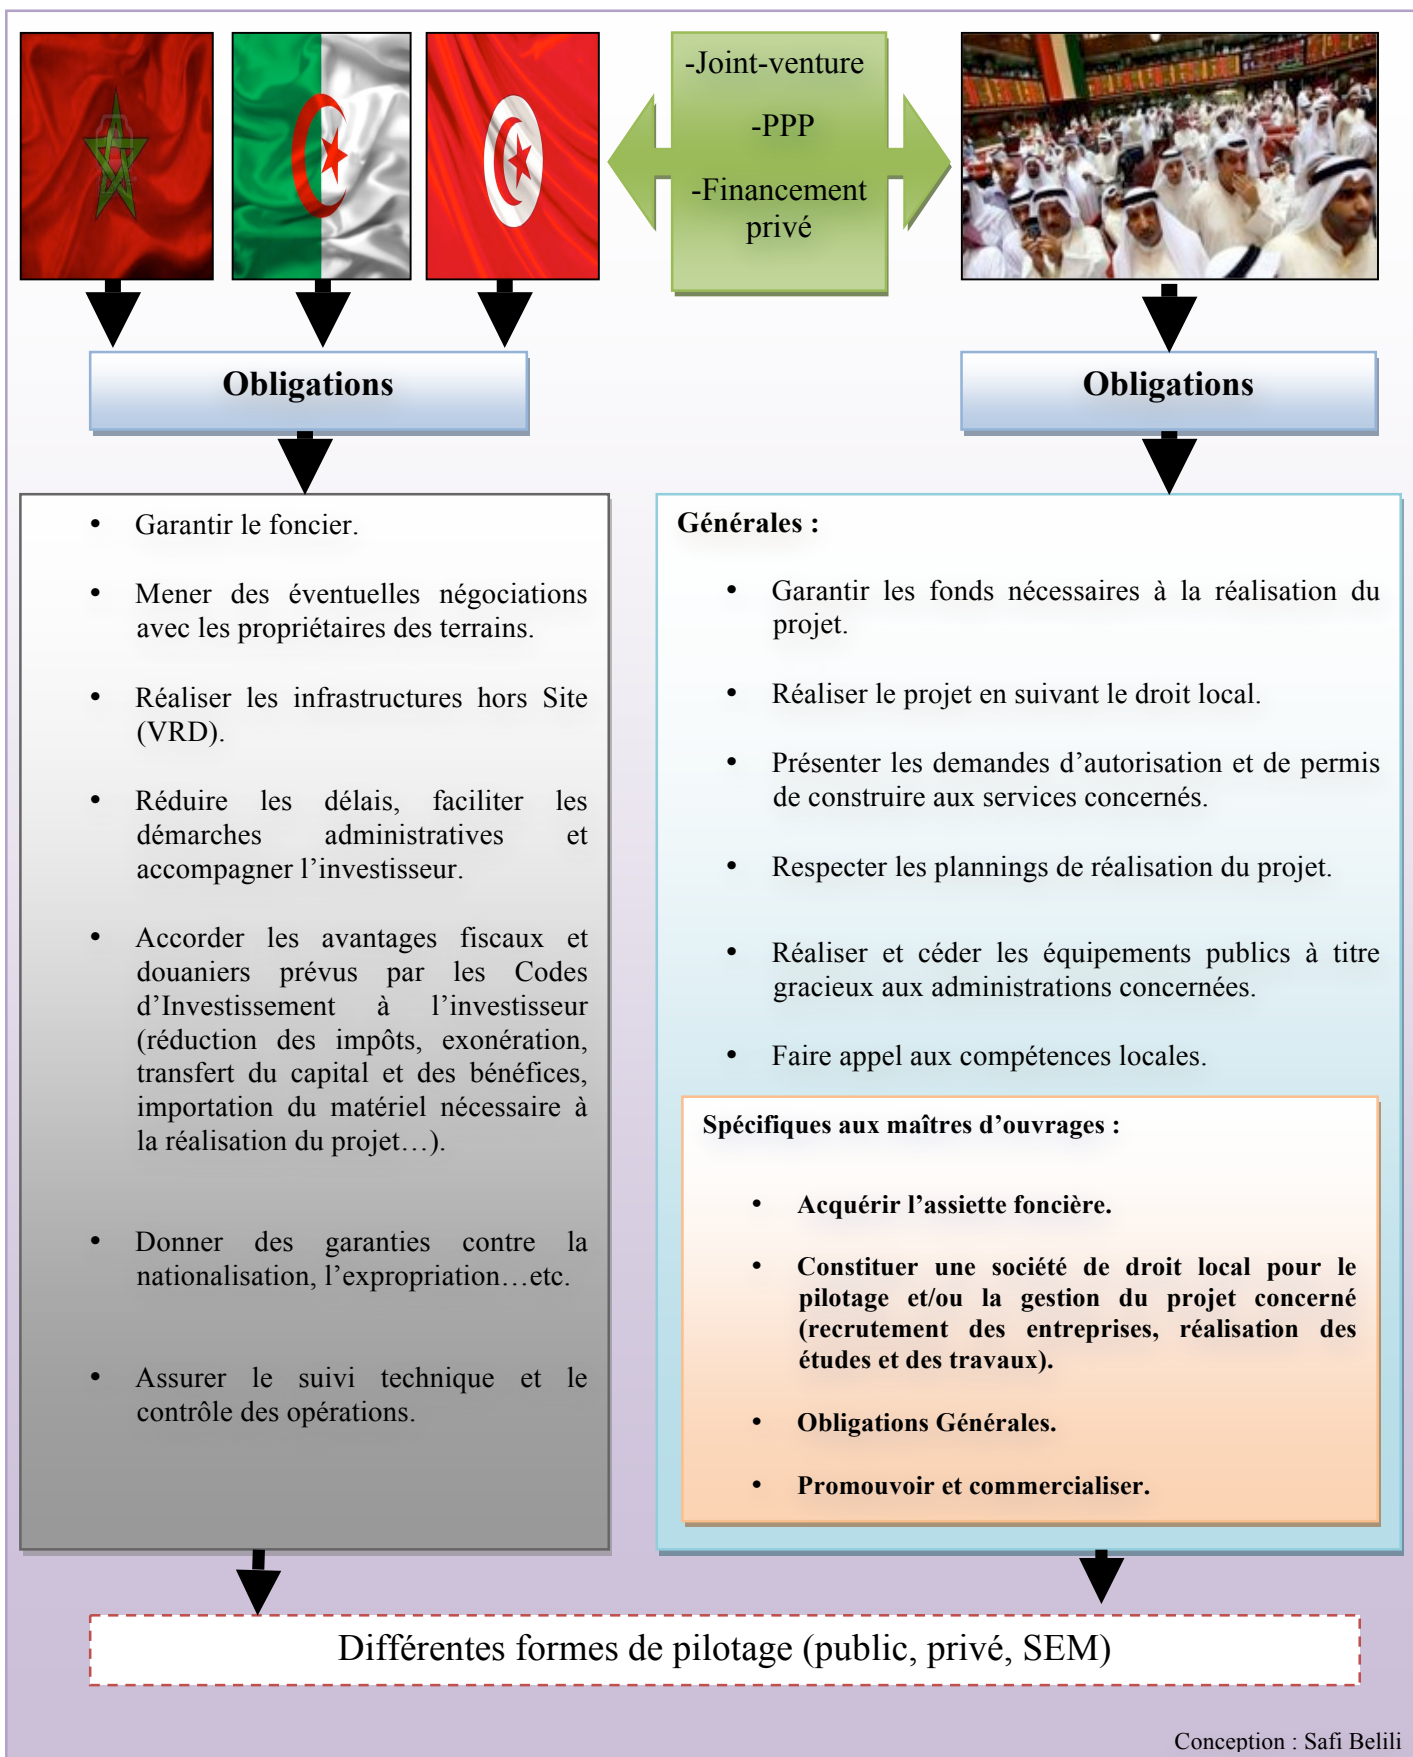 -Joint-venture
-PPP
-Financement
privé
Obligations
Obligations
• Garantir le foncier.
• Mener des éventuelles négociations
avec les propriétaires des terrains.
• Réaliser les infrastructures hors Site
(VRD).
• Réduire les délais, faciliter les
démarches administratives et
accompagner l’investisseur.
• Accorder les avantages fiscaux et
douaniers prévus par les Codes
d’Investissement à l’investisseur
(réduction des impôts, exonération,
transfert du capital et des bénéfices,
importation du matériel nécessaire à
la réalisation du projet…).
• Donner des garanties contre la
nationalisation, l’expropriation…etc.
• Assurer le suivi technique et le
contrôle des opérations.
Générales :
• Garantir les fonds nécessaires à la réalisation du
projet.
• Réaliser le projet en suivant le droit local.
• Présenter les demandes d’autorisation et de permis
de construire aux services concernés.
• Respecter les plannings de réalisation du projet.
• Réaliser et céder les équipements publics à titre
gracieux aux administrations concernées.
• Faire appel aux compétences locales.
Spécifiques aux maîtres d’ouvrages :
• Acquérir l’assiette foncière.
• Constituer une société de droit local pour le
pilotage et/ou la gestion du projet concerné
(recrutement des entreprises, réalisation des
études et des travaux).
• Obligations Générales.
• Promouvoir et commercialiser.
Différentes formes de pilotage (public, privé, SEM)
Conception : Safi Belili